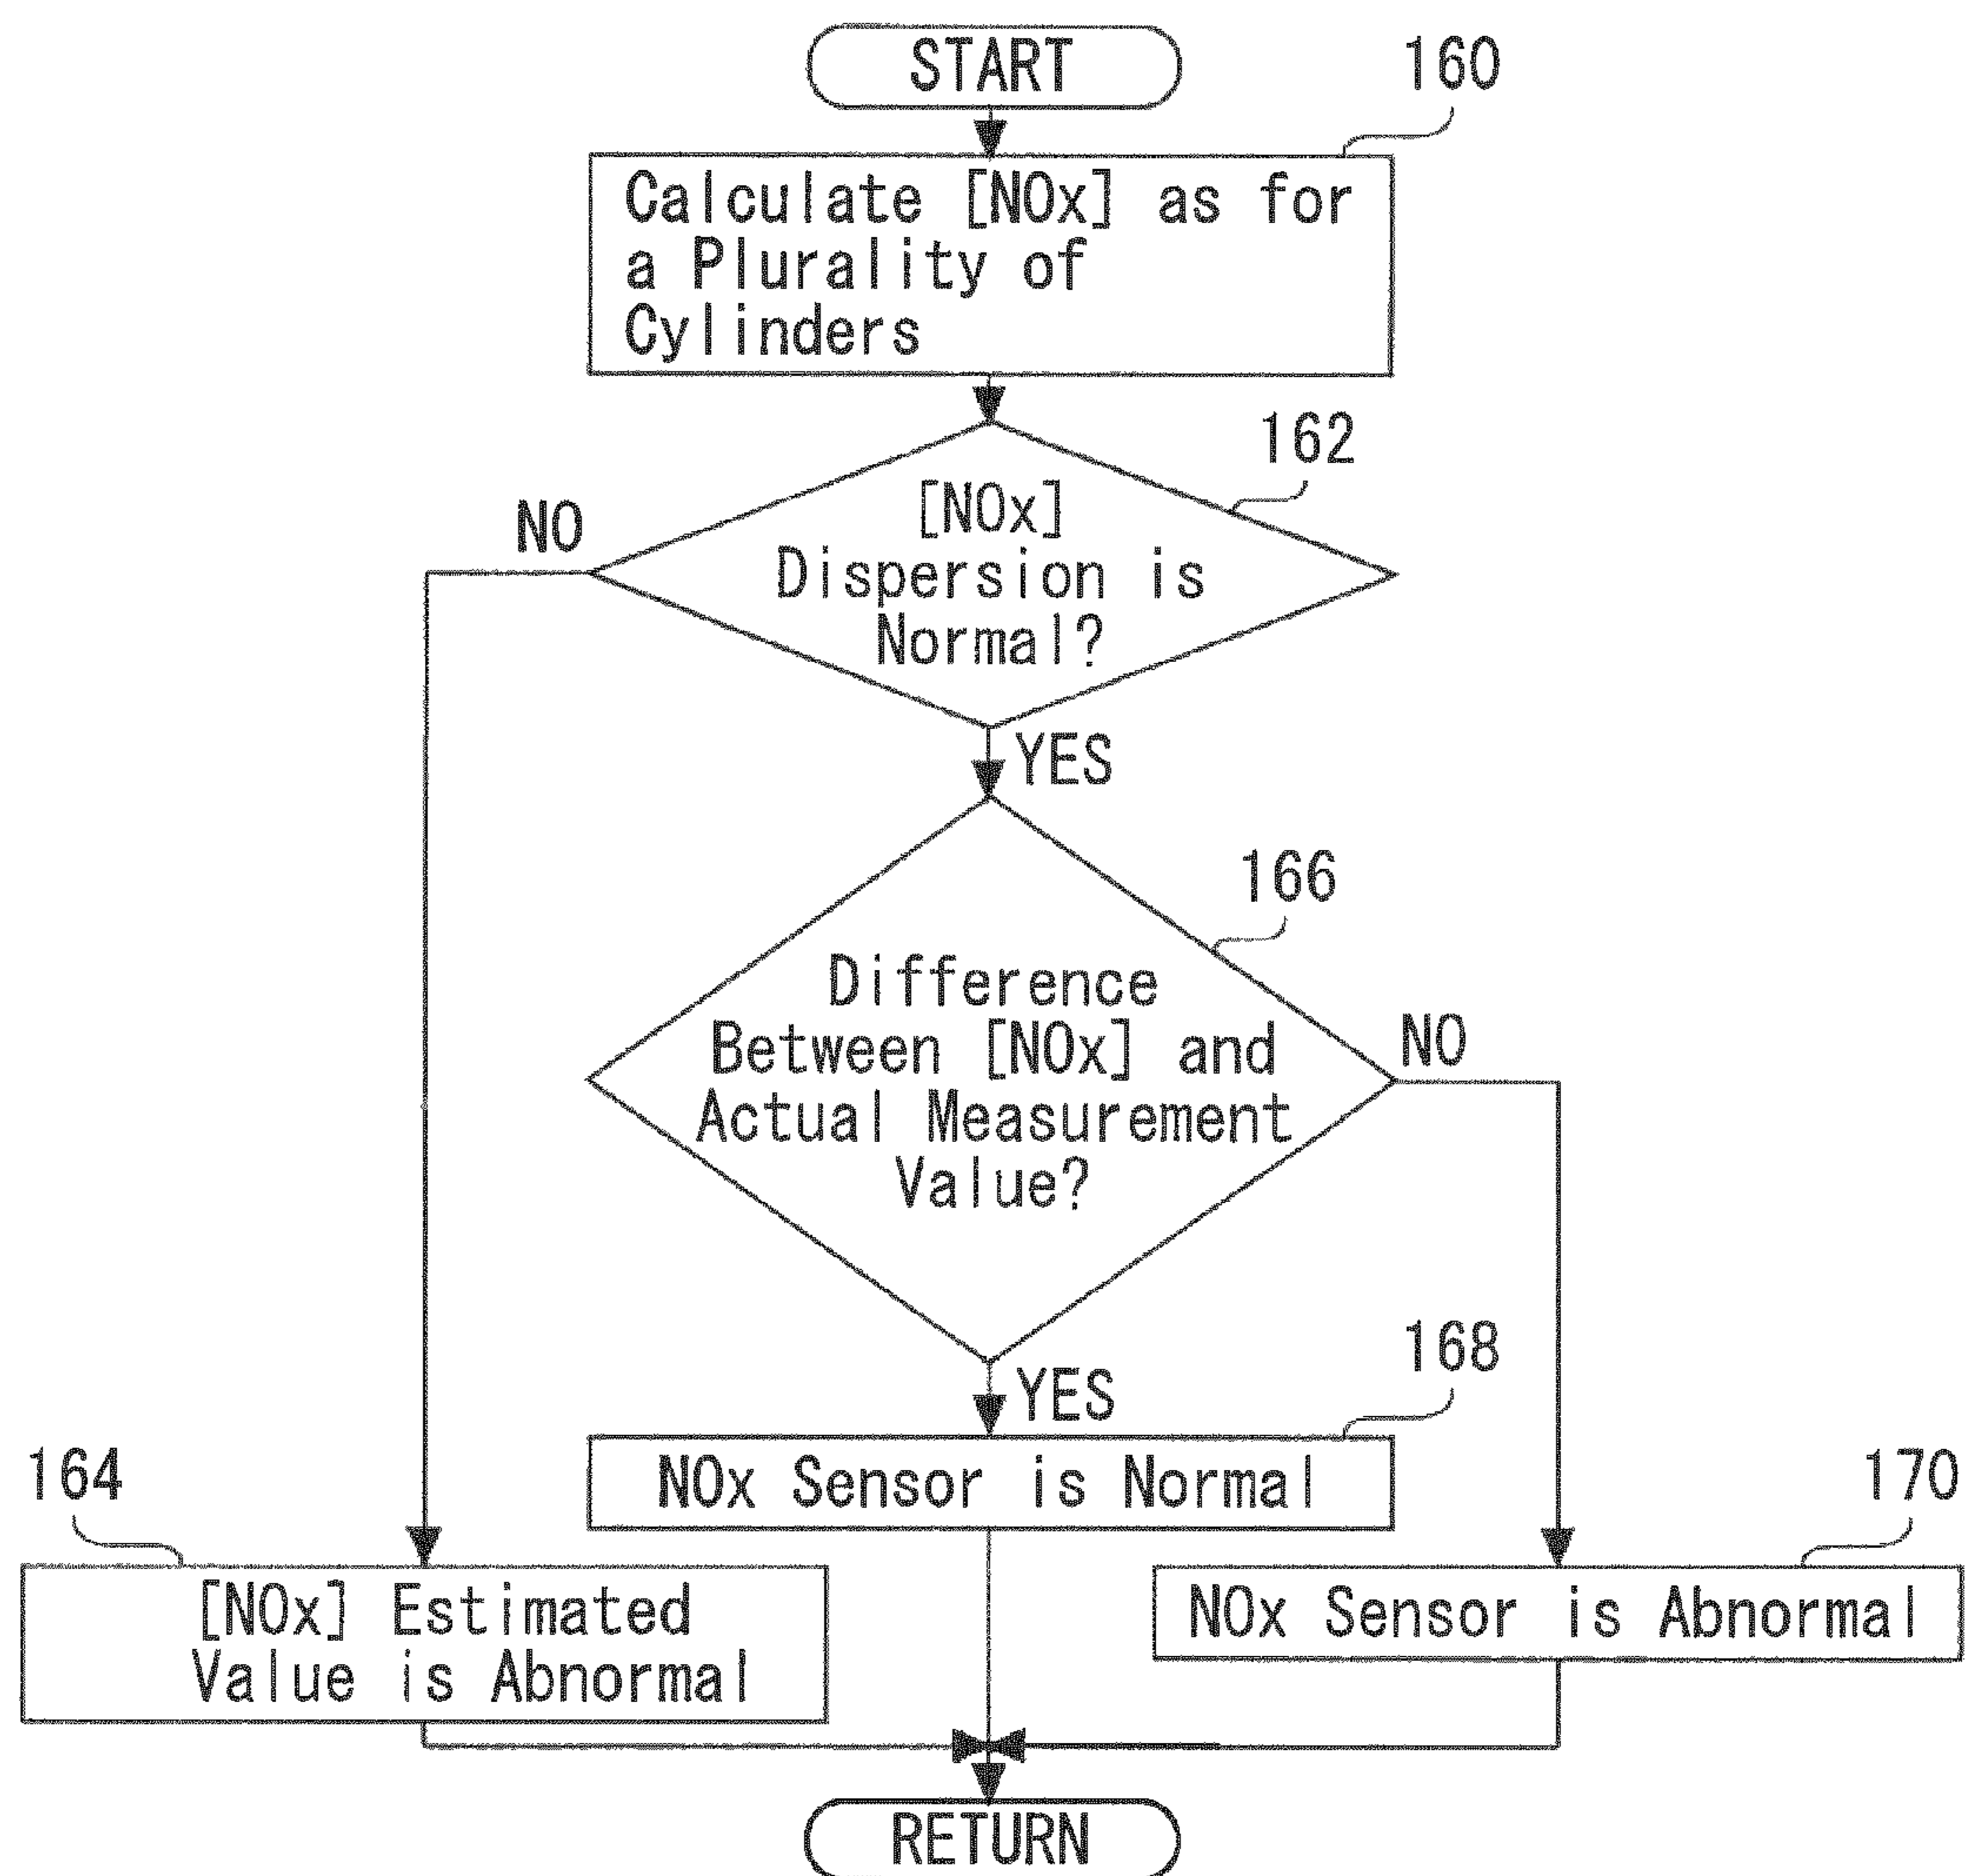 START
160
Calculate [NOx] as for
a Plurality of
Cylinders
162
[NOx]
Dispersion is
Normal?
NO
YES
166
Difference
Between [NOx] and
Actual Measurement
Value?
NO
YES
168
NOx Sensor is Normal
164
[NOx] Estimated
Value is Abnormal
170
NOx Sensor is Abnormal
RETURN